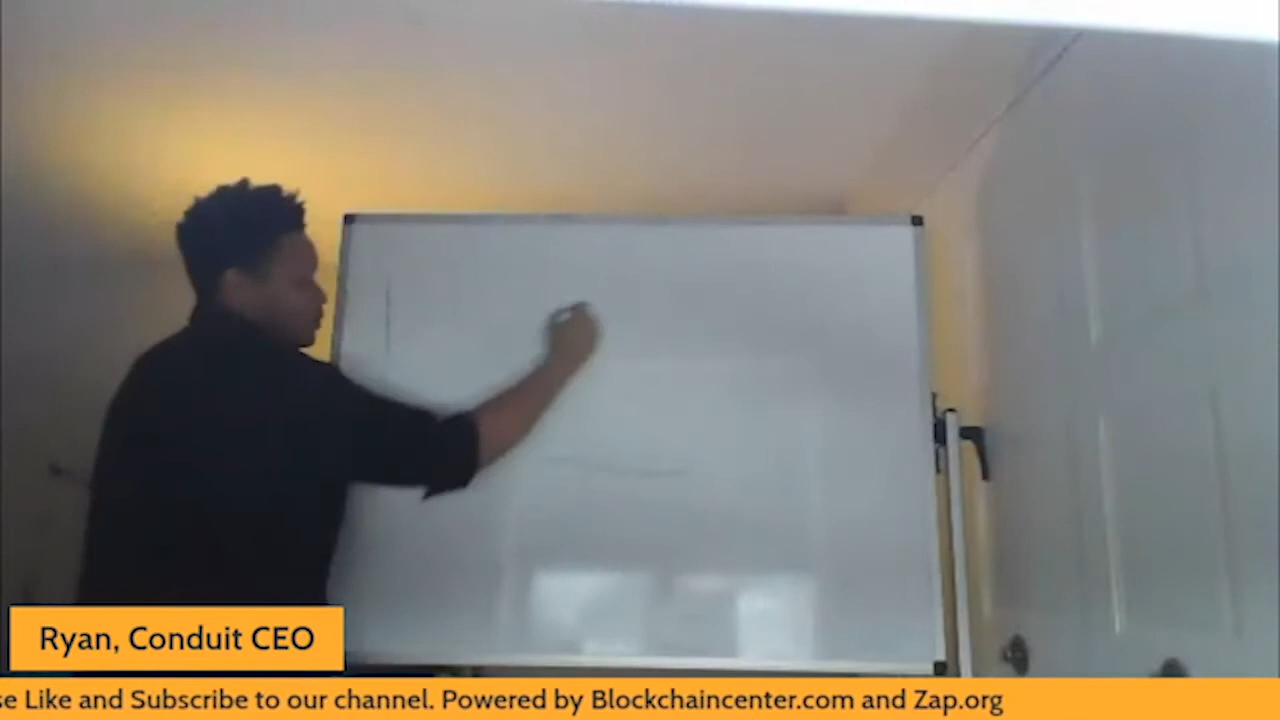 Ryan, Conduit CEO
se Like and Subscribe to our channel. Powered by Blockchaincenter.com and Zap.org